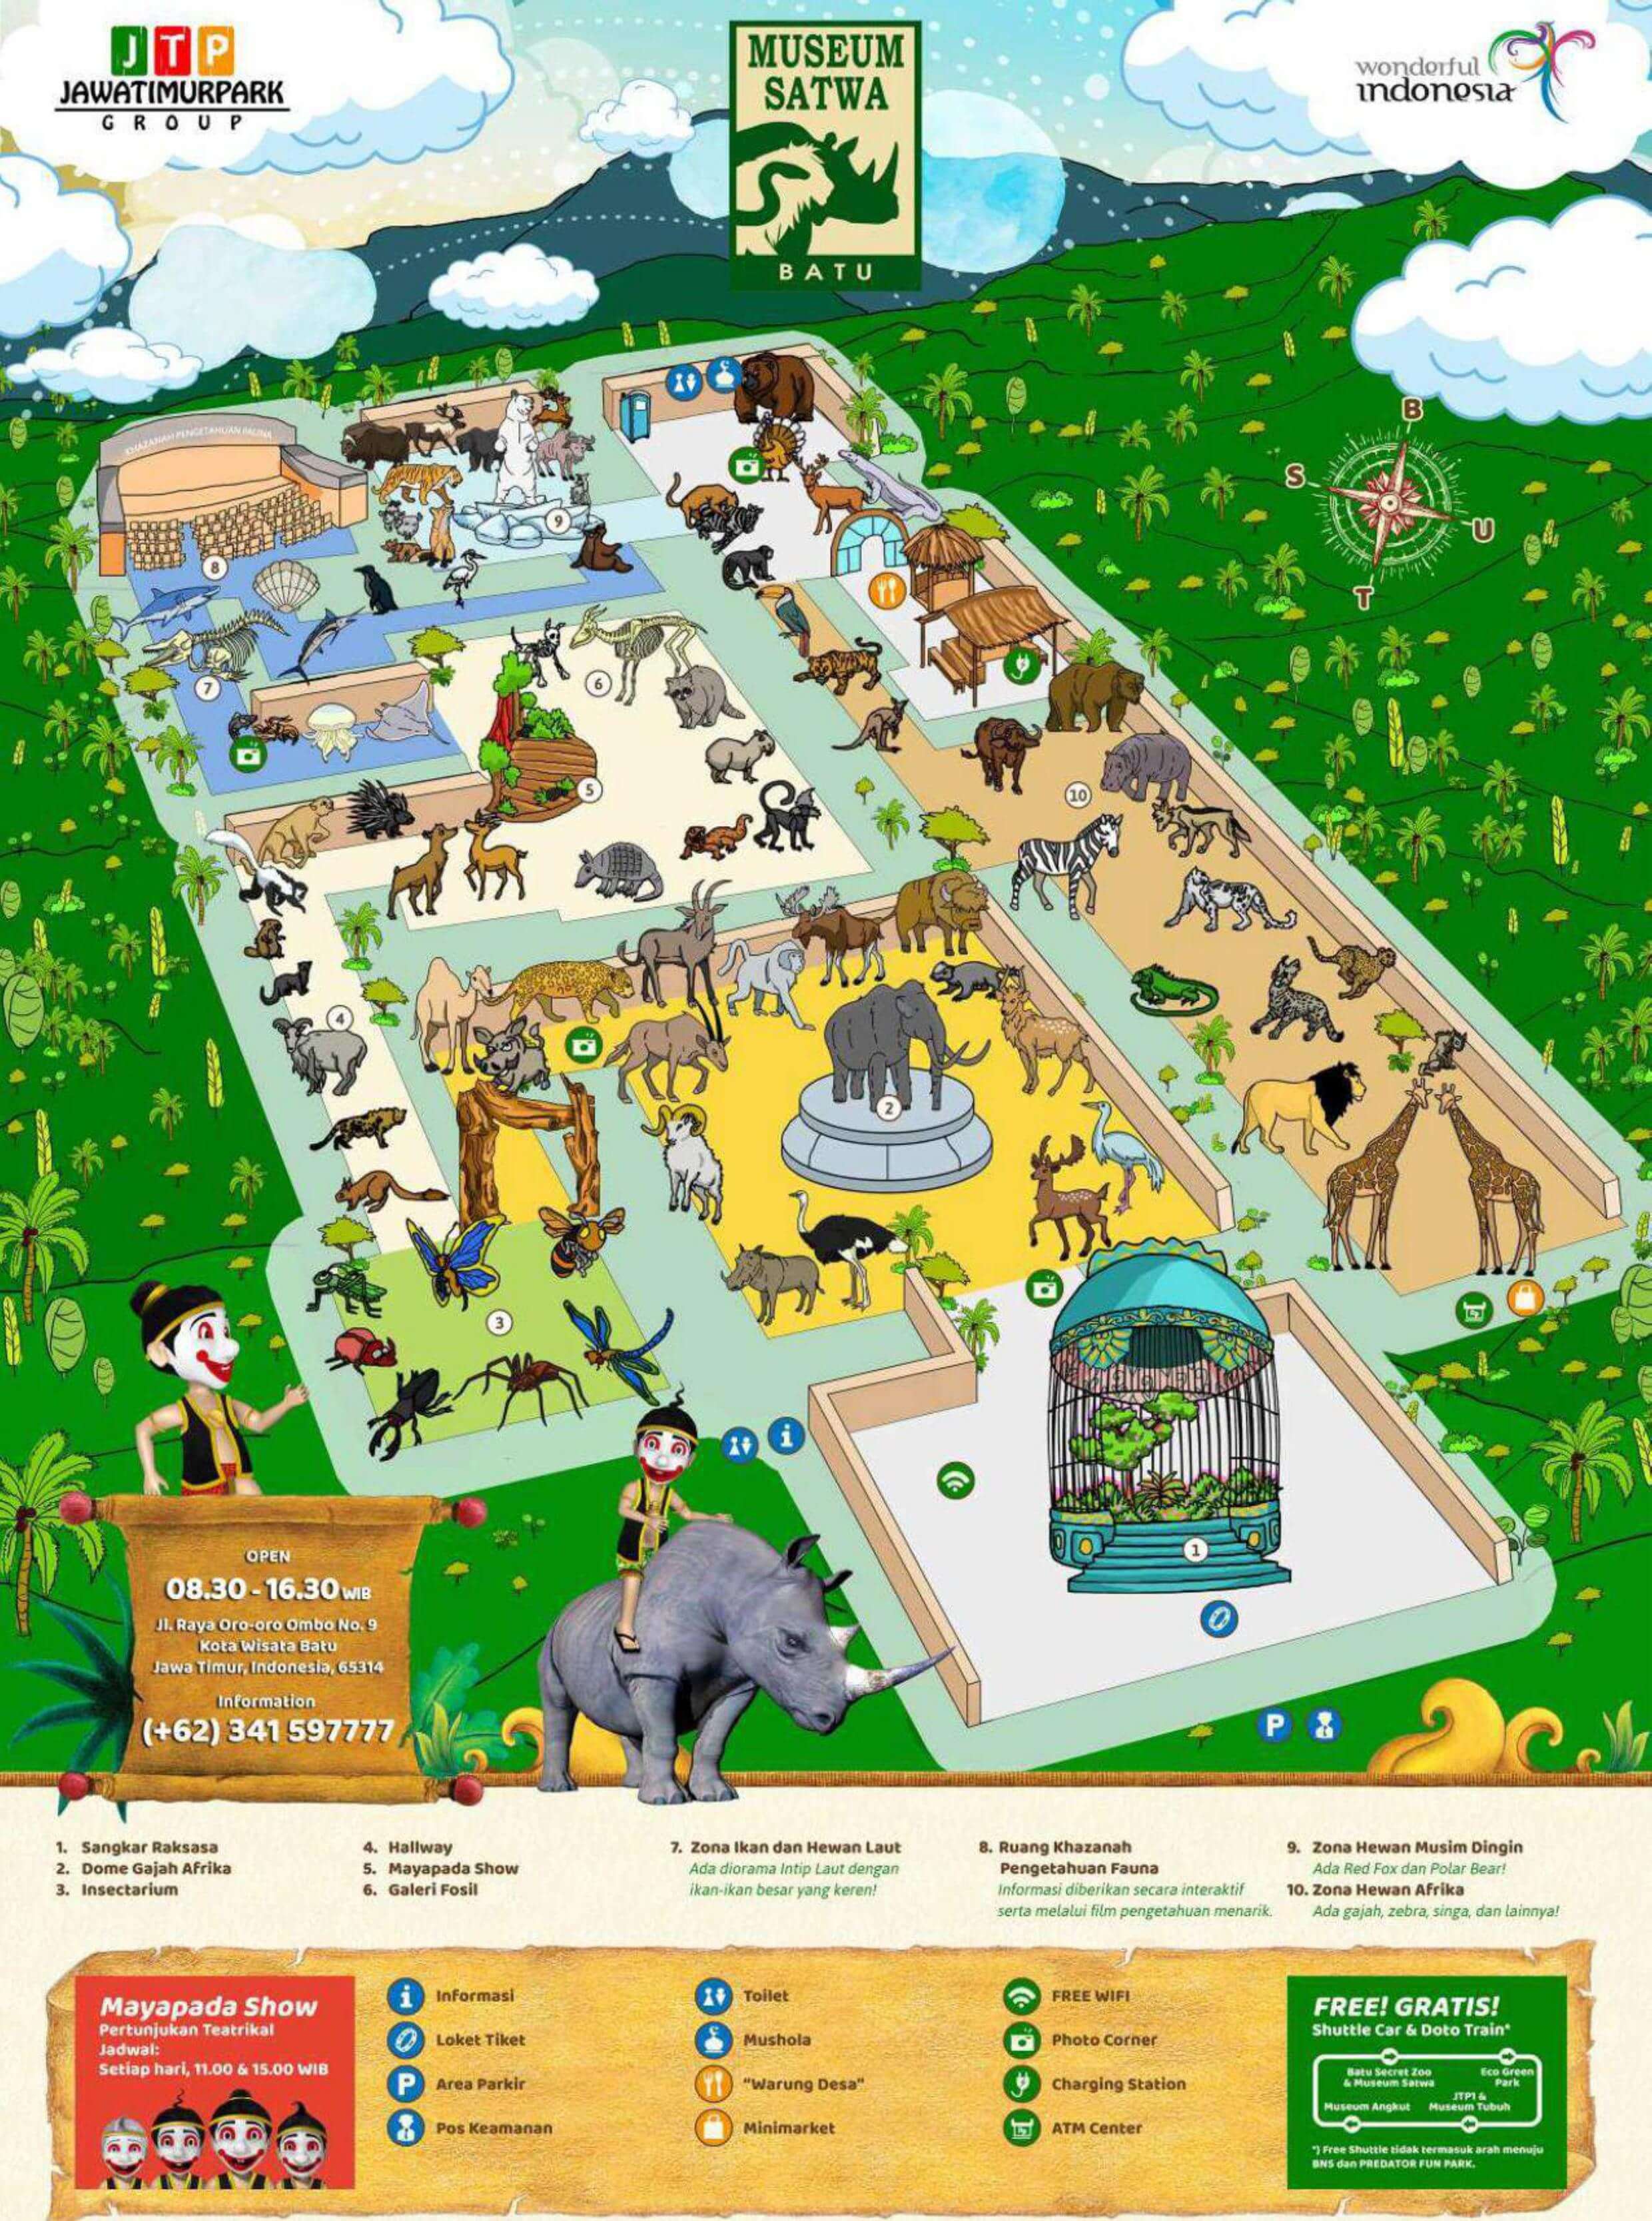 JTP
JAWATIMURPARK
GROUP
MUSEUM
SATWA
BATU
wonderful
indonesia
B
S
U
T
KHAZANAH PENGETAHUAN FAUNA
9
8
7
6
5
10
4
2
3
1
i
P
OPEN
08.30 - 16.30 WIB
Jl. Raya Oro-oro Ombo No. 9
Kota Wisata Batu
Jawa Timur, Indonesia, 65314
Information
(+62) 341 597777
1. Sangkar Raksasa
2. Dome Gajah Afrika
3. Insectarium
4. Hallway
5. Mayapada Show
6. Galeri Fosil
7. Zona Ikan dan Hewan Laut
Ada diorama Intip Laut dengan
ikan-ikan besar yang keren!
8. Ruang Khazanah
Pengetahuan Fauna
Informasi diberikan secara interaktif
serta melalui film pengetahuan menarik.
9. Zona Hewan Musim Dingin
Ada Red Fox dan Polar Bear!
10. Zona Hewan Afrika
Ada gajah, zebra, singa, dan lainnya!
Mayapada Show
Pertunjukan Teatrikal
Jadwal:
Setiap hari, 11.00 & 15.00 WIB
i Informasi
Loket Tiket
P Area Parkir
Pos Keamanan
Toilet
Mushola
"Warung Desa"
Minimarket
FREE WIFI
Photo Corner
Charging Station
ATM Center
FREE! GRATIS!
Shuttle Car & Doto Train*
Batu Secret Zoo
& Museum Satwa
Eco Green
Park
JTP1 &
Museum Tubuh
Museum Angkut
*) Free Shuttle tidak termasuk arah menuju
BNS dan PREDATOR FUN PARK.